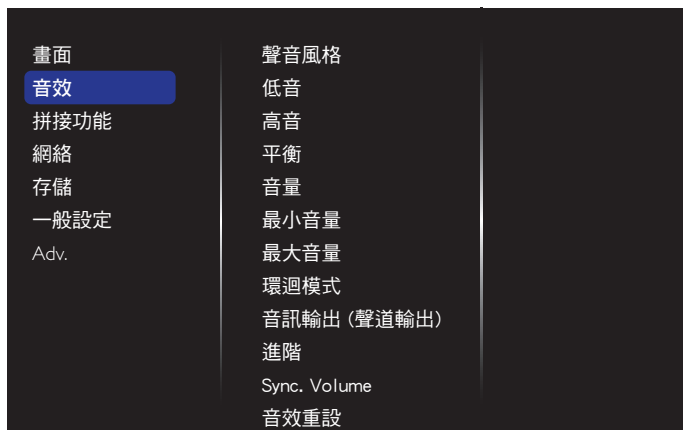 畫面
音效
拼接功能
網絡
存儲
一般設定
Adv.
聲音風格
低音
高音
平衡
音量
最小音量
最大音量
環迴模式
音訊輸出 (聲道輸出)
進階
Sync. Volume
音效重設